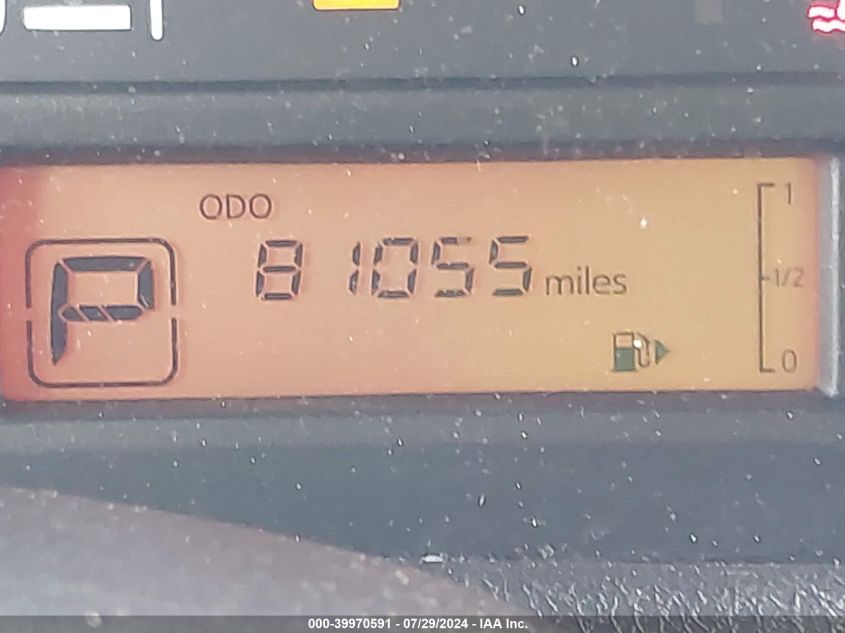 ODO
81055 miles
P
1
1/2
0
000-39970591 - 07/29/2024 - IAA Inc.